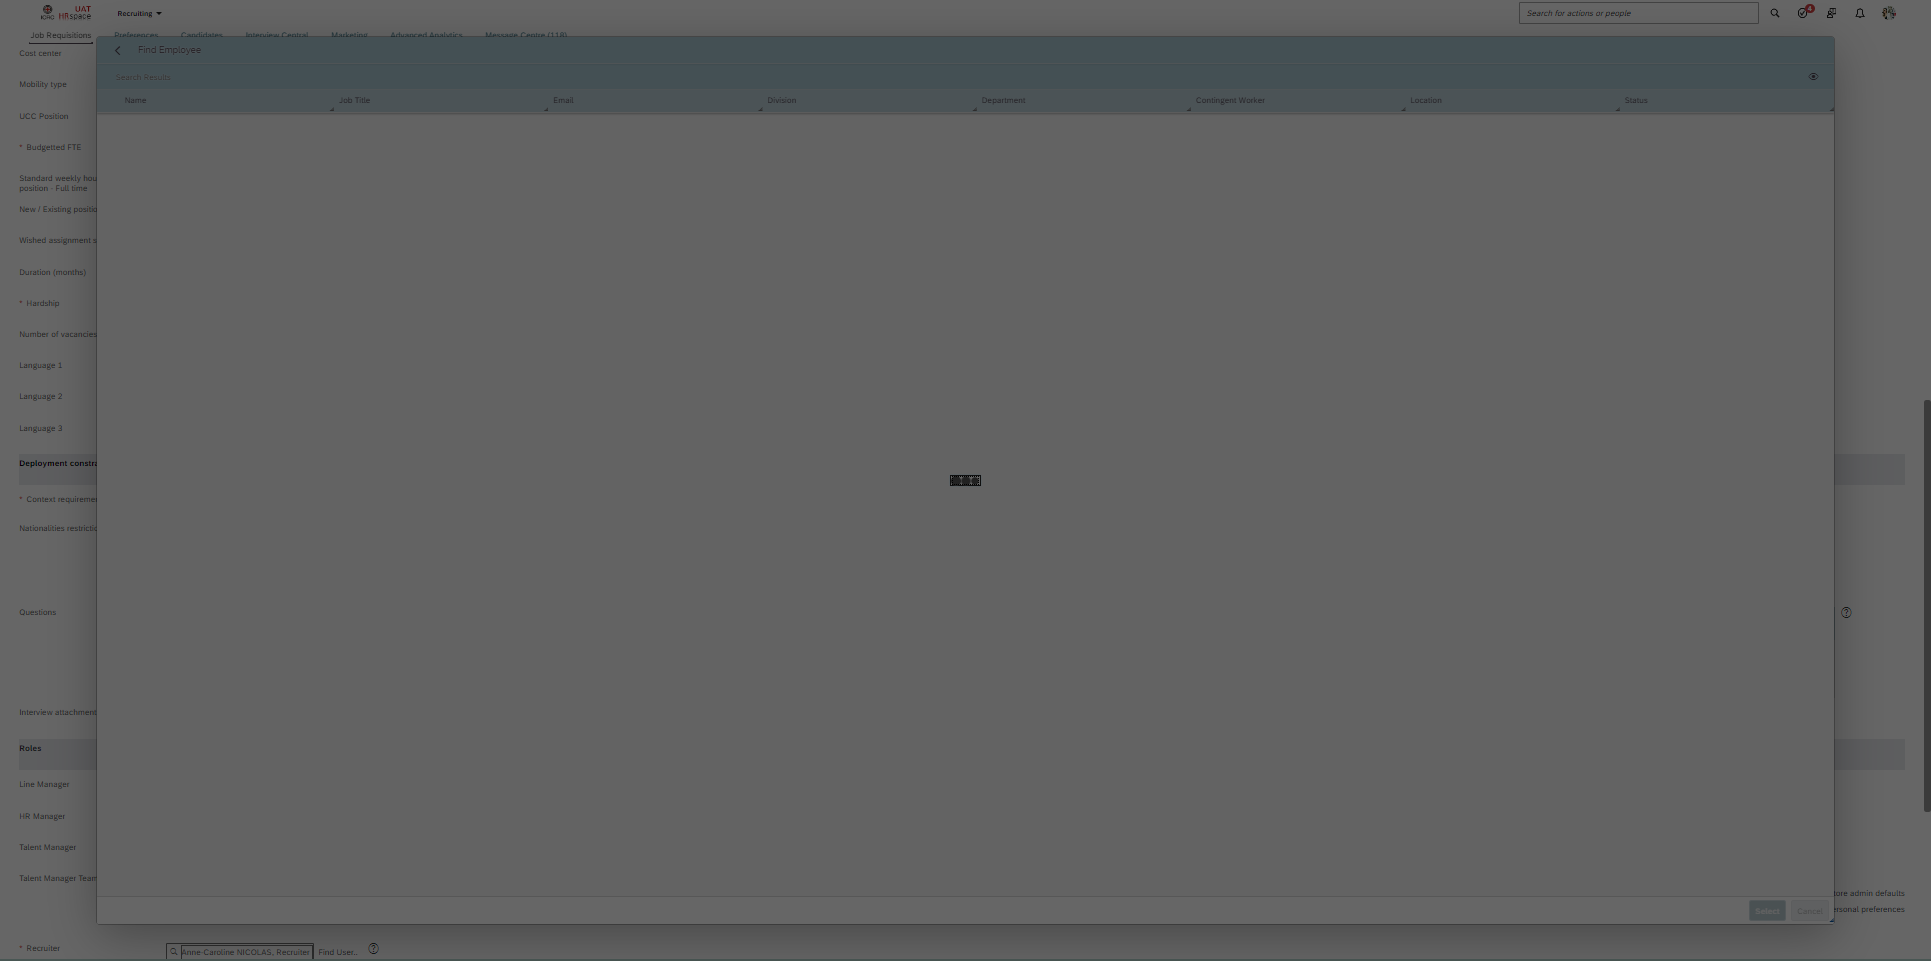 UAT
ICRC HRspace
Recruiting
Search for actions or people
4
Job Requisitions
Preferences
Candidates
Interview Central
Marketing
Advanced Analytics
Message Centre (118)
Find Employee
Search Results
Name
Job Title
Email
Division
Department
Contingent Worker
Location
Status
Cost center
Mobility type
UCC Position
* Budgetted FTE
Standard weekly hou
position - Full time
New / Existing positio
Wished assignment s
Duration (months)
* Hardship
Number of vacancies
Language 1
Language 2
Language 3
Deployment constra
* Context requireme
Nationalities restrictio
Questions
Interview attachment
Roles
Line Manager
HR Manager
Talent Manager
Talent Manager Team
ore admin defaults
ersonal preferences
Select
Cancel
* Recruiter
Anne-Caroline NICOLAS, Recruiter
Find User..